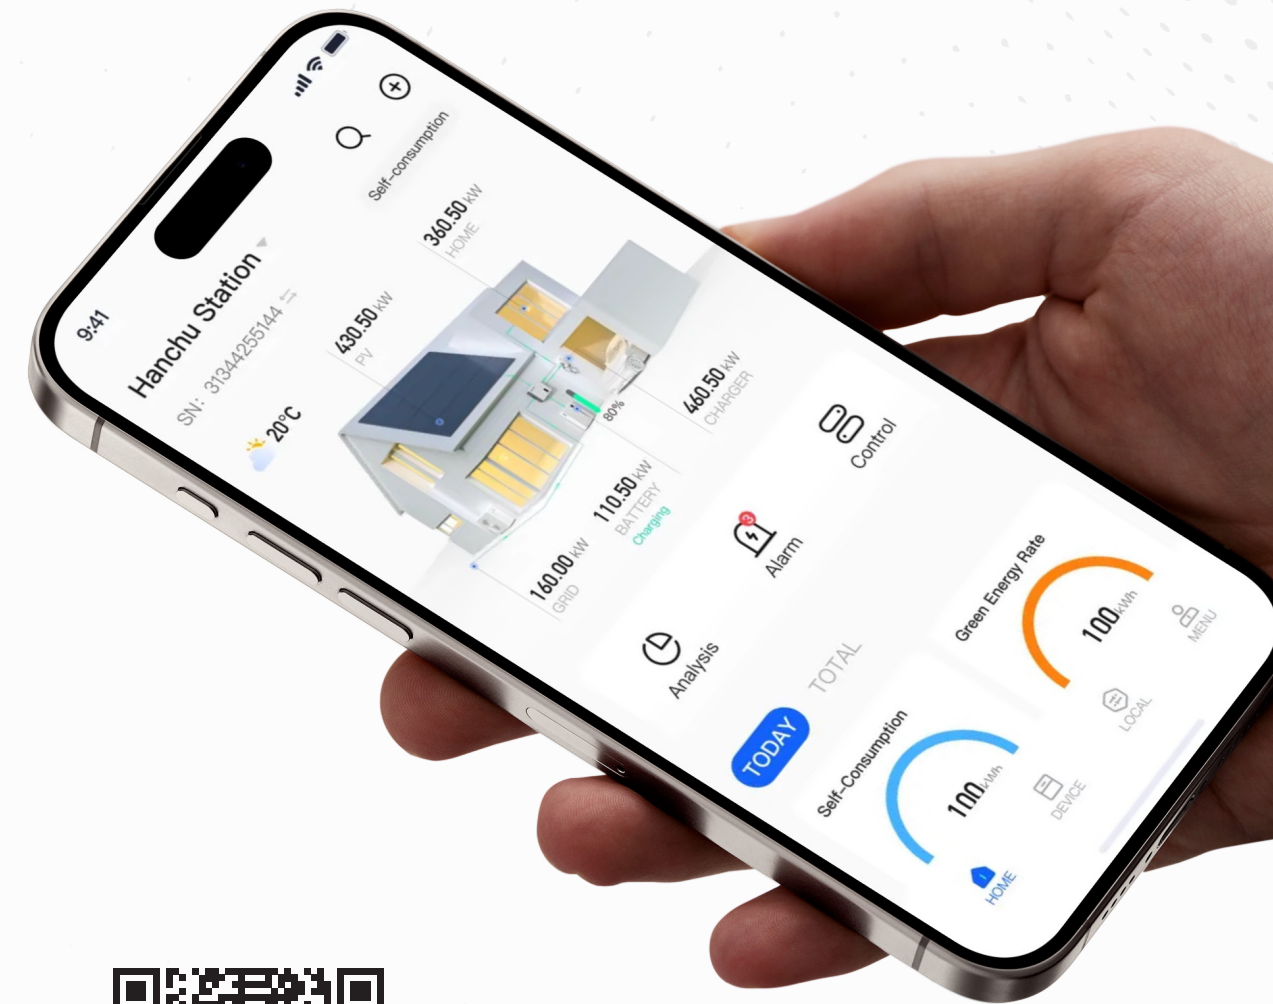 9:41
Hanchu Station
SN: 31344255144
20°C
Self-consumption
430.50 kW
PV
360.50 kW
HOME
80%
460.50 kW
CHARGER
110.50 kW
BATTERY
Charging
160.00 kW
GRID
Analysis
3
Alarm
Control
TODAY
TOTAL
Self-Consumption
100 kWh
Green Energy Rate
100 kWh
HOME
DEVICE
LOCAL
MENU